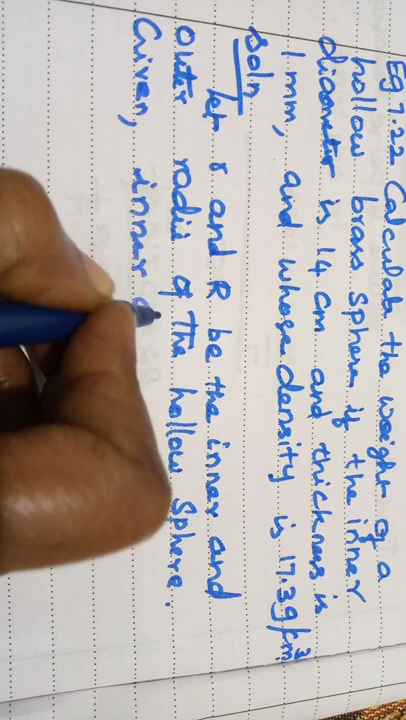 Eg 7.22 Calculate the weight of a
hollow brass sphere if the inner
diameter is 14 cm and thickness is
1 mm, and whose density is 17.3 g/cm³
Soln
Let r and R be the inner and
outer radii of the hollow sphere.
Given, inner d